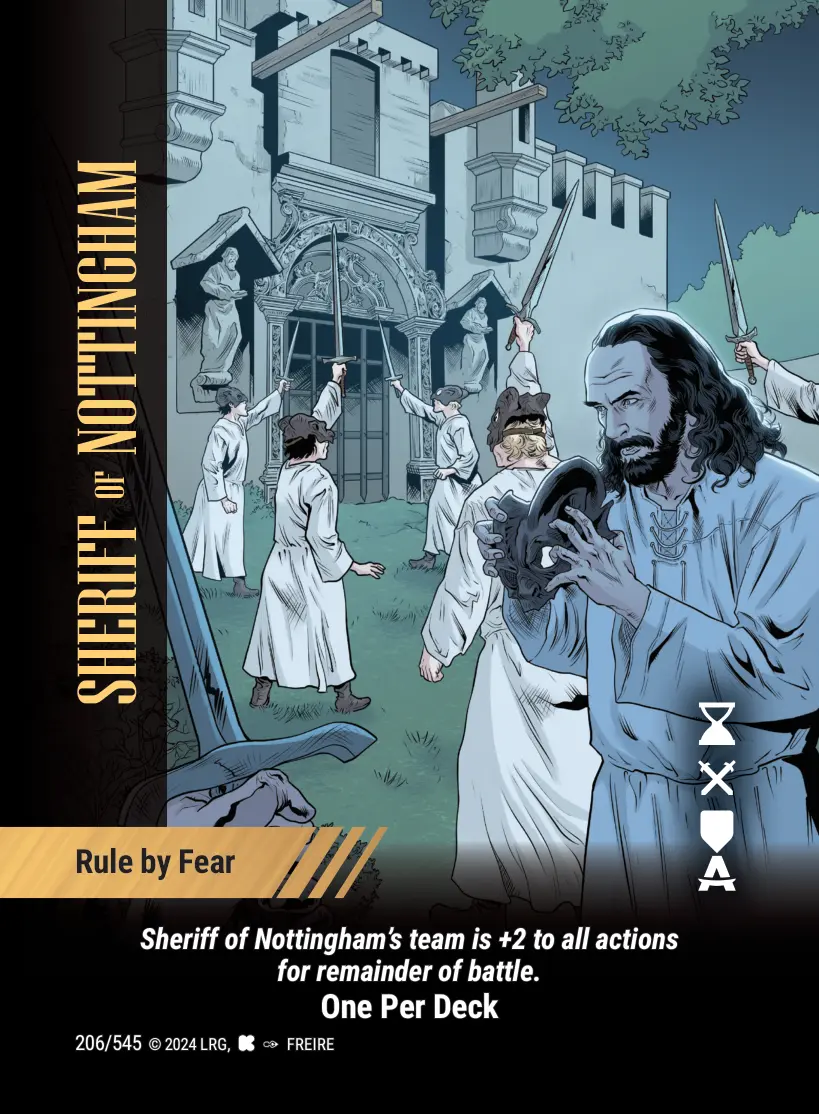 SHERIFF OF NOTTINGHAM
Rule by Fear
Sheriff of Nottingham's team is +2 to all actions
for remainder of battle.
One Per Deck
206/545 © 2024 LRG, FREIRE